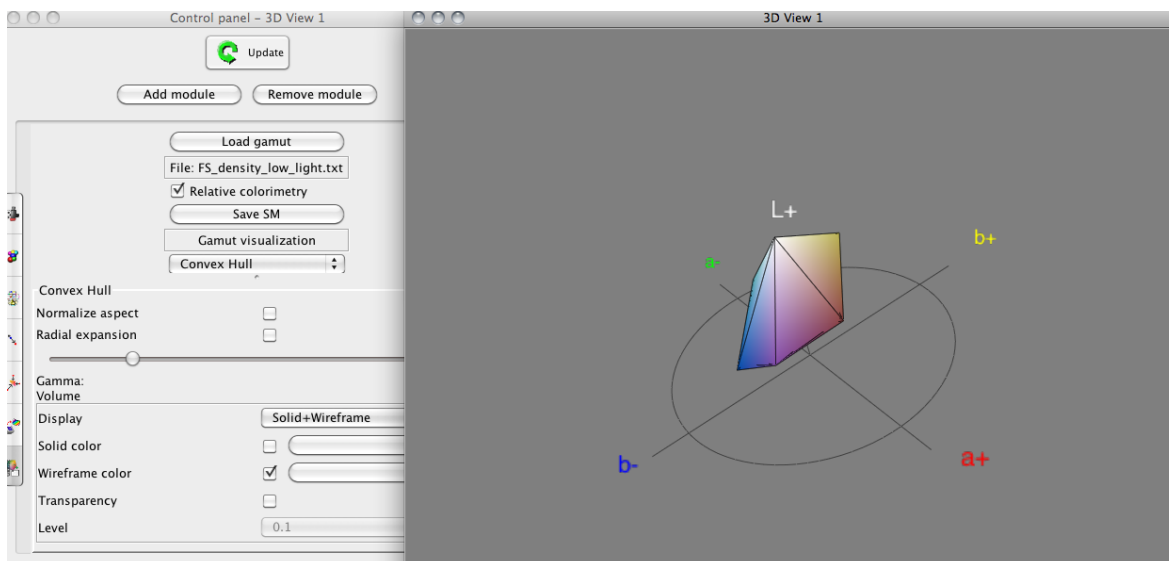 Control panel – 3D View 1
Update
Add module
Remove module
Load gamut
File: FS_density_low_light.txt
Relative colorimetry
Save SM
Gamut visualization
Convex Hull
Convex Hull
Normalize aspect
Radial expansion
Gamma:
Volume
Display
Solid+Wireframe
Solid color
Wireframe color
Transparency
Level
0.1
3D View 1
L+
b+
a-
b-
a+